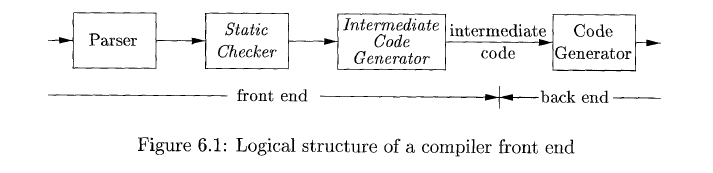 Parser
Static
Checker
Intermediate
Code
Generator
intermediate
code
Code
Generator
front end
back end
Figure 6.1: Logical structure of a compiler front end